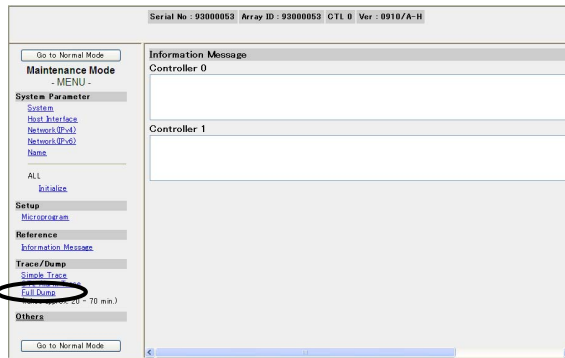 Serial No : 93000053 Array ID : 93000053 CTL 0 Ver : 0910/A-H
Go to Normal Mode
Maintenance Mode
- MENU -
System Parameter
System
Host Interface
Network(IPv4)
Network(IPv6)
Name
ALL
Initialize
Setup
Microprogram
Reference
Information Message
Trace/Dump
Simple Trace
Full Dump
approx. 20 - 70 min.)
Others
Go to Normal Mode
Information Message
Controller 0
Controller 1